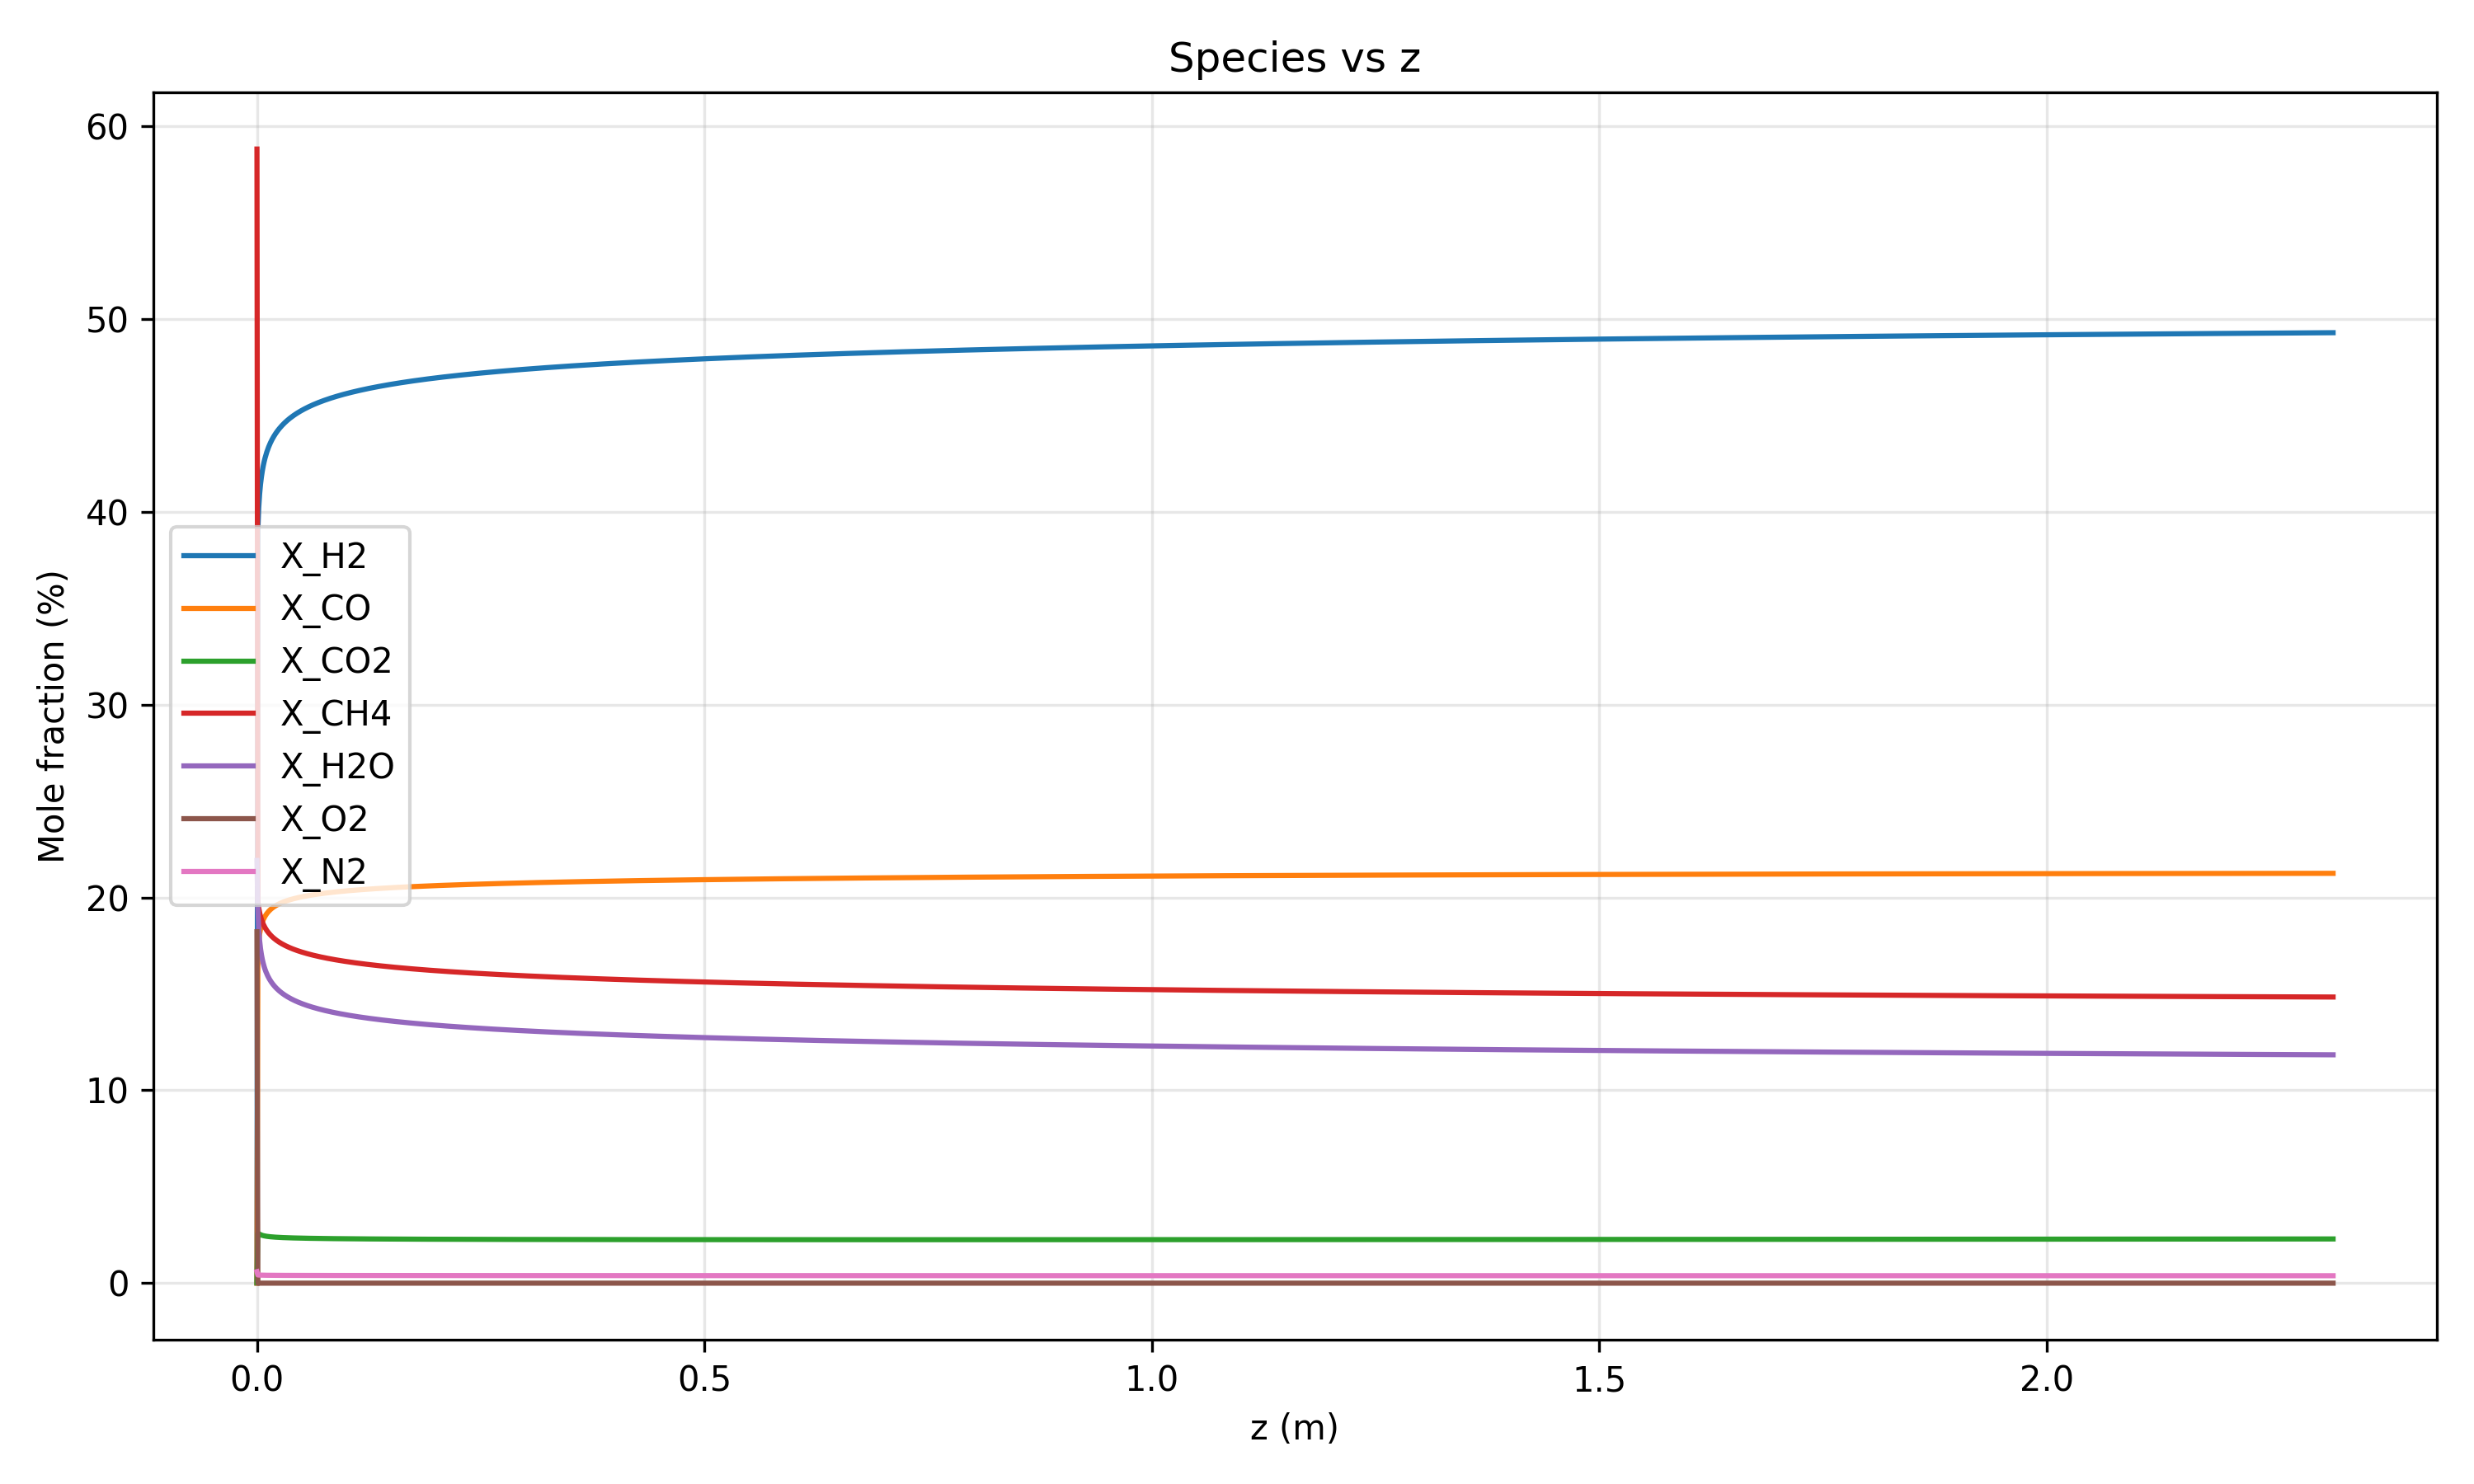 Species vs z
Mole fraction (%)
60
50
40
30
20
10
0
X_H2
X_CO
X_CO2
X_CH4
X_H2O
X_O2
X_N2
0.0 0.5 1.0 1.5 2.0
z (m)